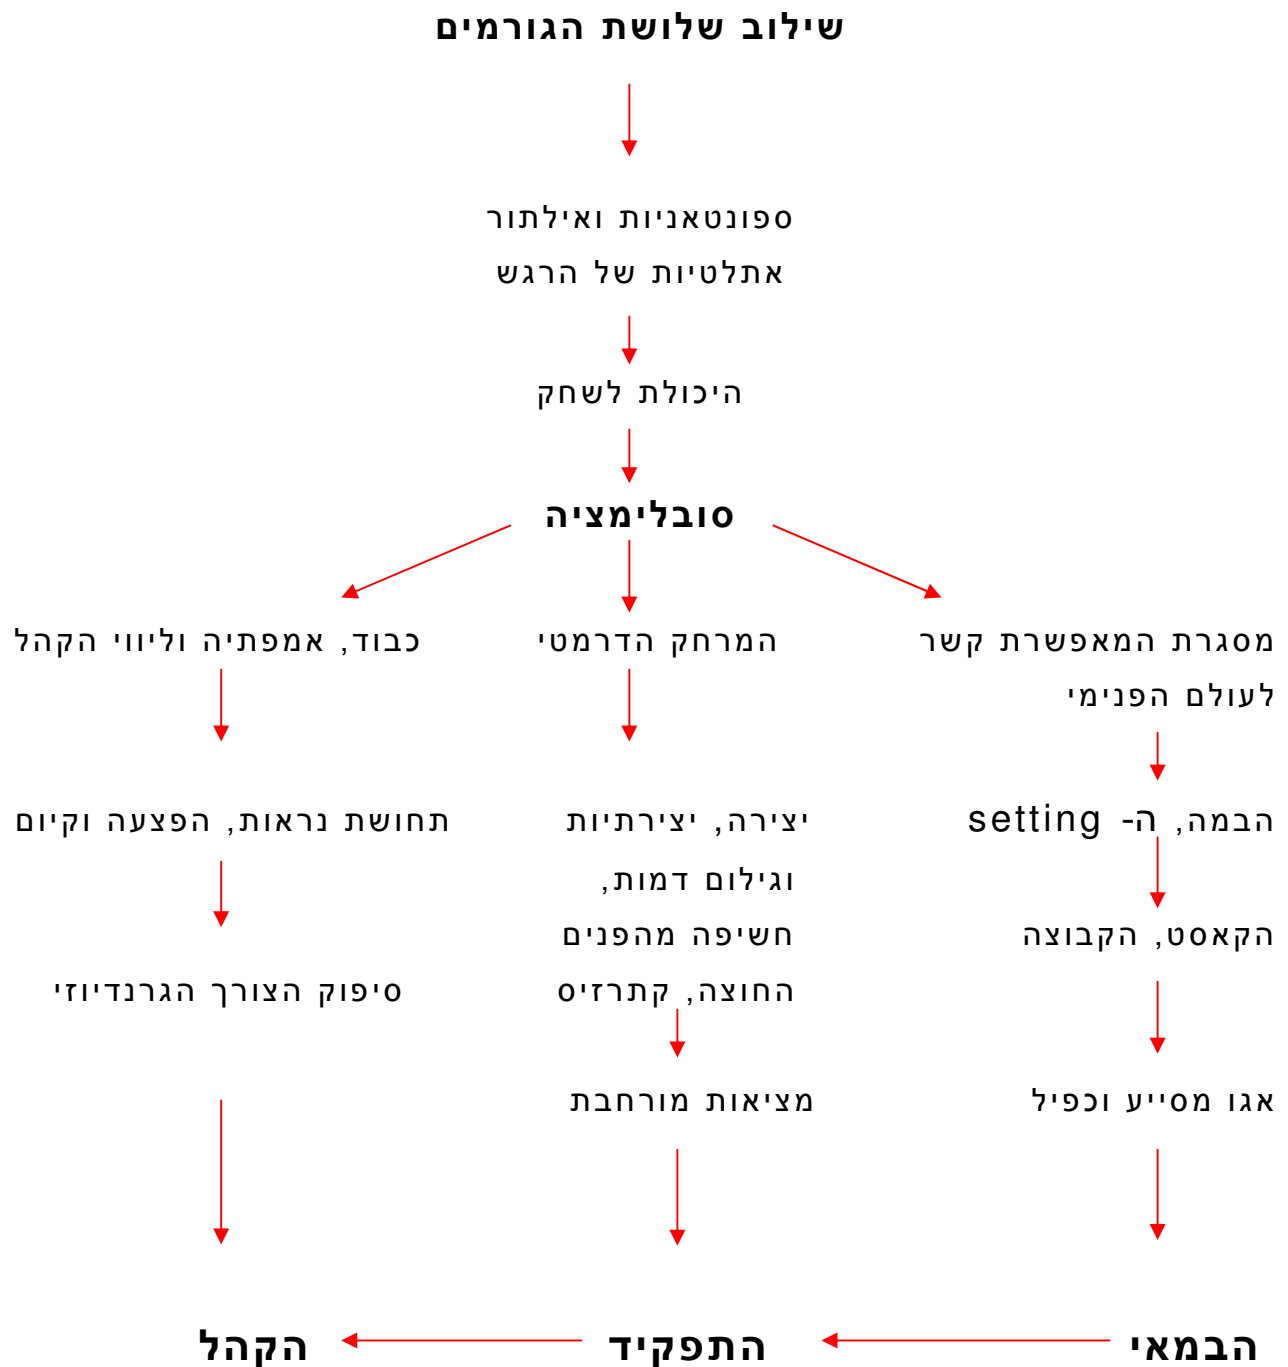 שילוב שלושת הגורמים
ספונטאניות ואילתור
אתלטיות של הרגש
היכולת לשחק
סובלימציה
מסגרת המאפשרת קשר
לעולם הפנימי
הבמה, ה- setting
הקאסט, הקבוצה
אגו מסייע וכפיל
הבמאי
המרחק הדרמטי
יצירה, יצירתיות
וגילום דמות,
חשיפה מהפנים
החוצה, קתרזיס
מציאות מורחבת
התפקיד
כבוד, אמפתיה וליווי הקהל
תחושת נראות, הפצעה וקיום
סיפוק הצורך הגרנדיוזי
הקהל